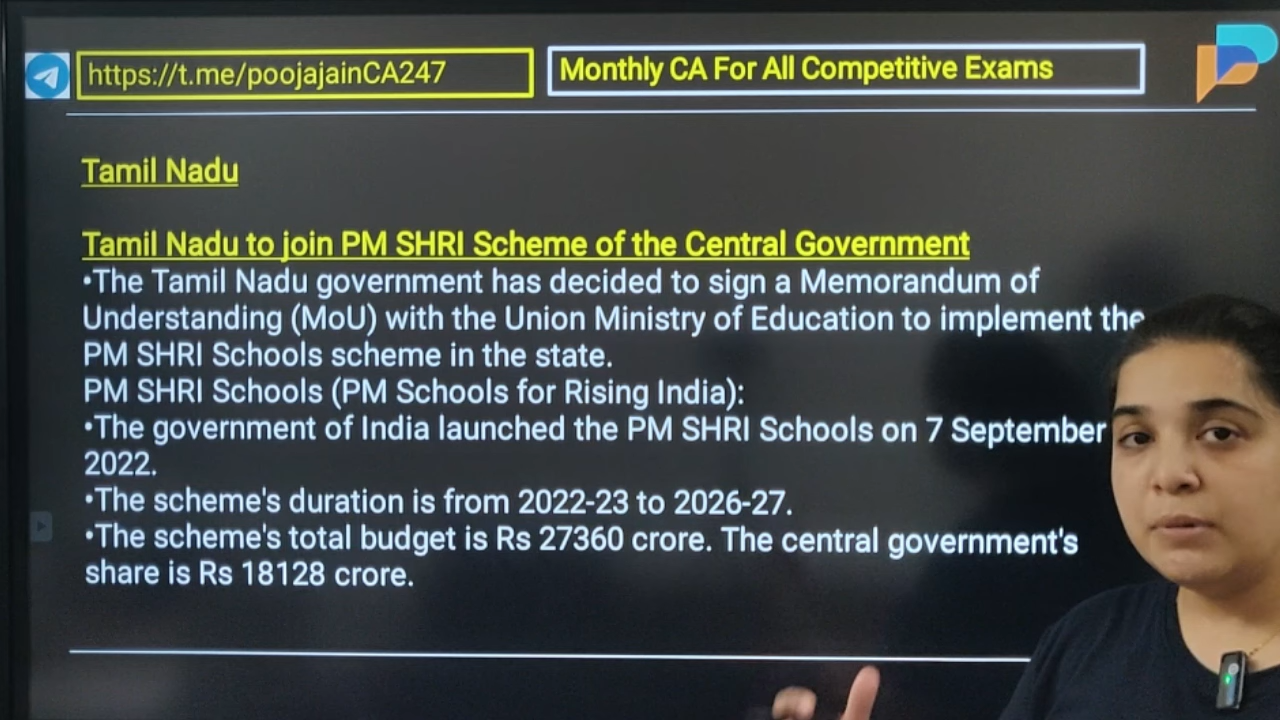 https://t.me/poojajainCA247
Monthly CA For All Competitive Exams
Tamil Nadu
Tamil Nadu to join PM SHRI Scheme of the Central Government
•The Tamil Nadu government has decided to sign a Memorandum of
Understanding (MoU) with the Union Ministry of Education to implement the
PM SHRI Schools scheme in the state.
PM SHRI Schools (PM Schools for Rising India):
•The government of India launched the PM SHRI Schools on 7 September
2022.
•The scheme's duration is from 2022-23 to 2026-27.
•The scheme's total budget is Rs 27360 crore. The central government's
share is Rs 18128 crore.